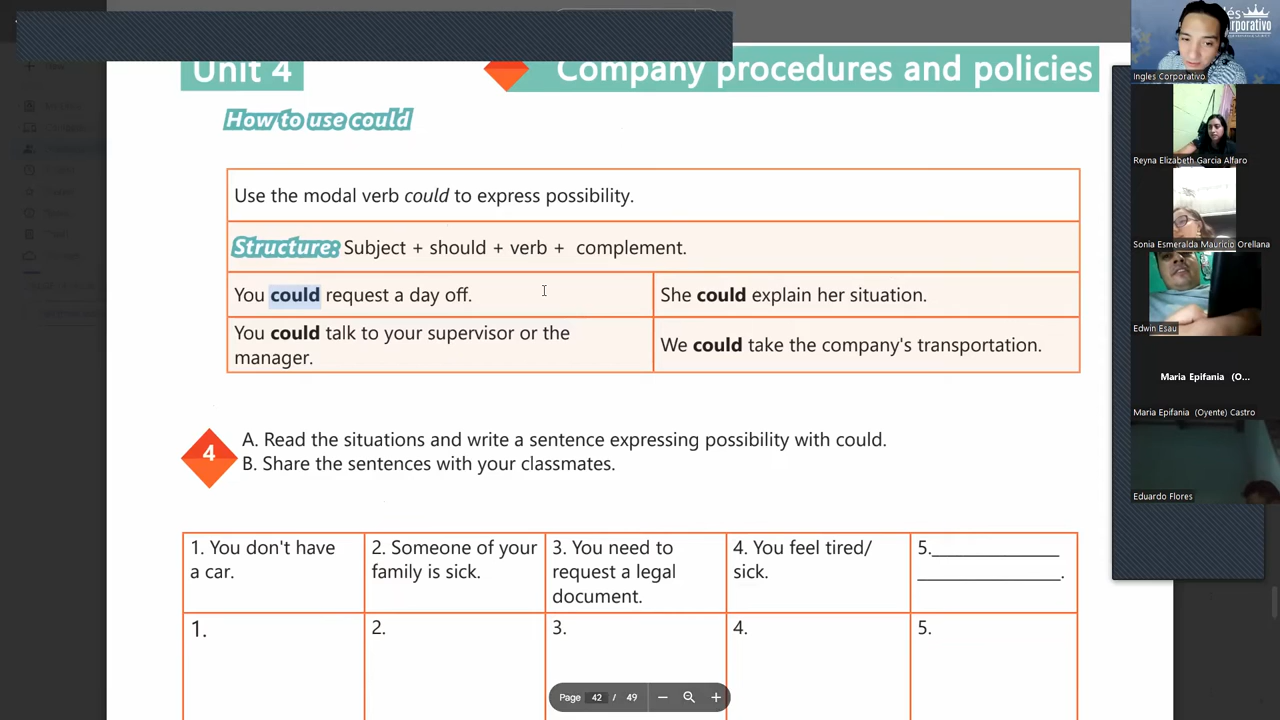 Unit 4
Company procedures and policies
How to use could
Use the modal verb could to express possibility.
Structure: Subject + should + verb + complement.
You could request a day off.
She could explain her situation.
You could talk to your supervisor or the
manager.
We could take the company's transportation.
4
A. Read the situations and write a sentence expressing possibility with could.
B. Share the sentences with your classmates.
1. You don't have
a car.
2. Someone of your
family is sick.
3. You need to
request a legal
document.
4. You feel tired/
sick.
5.____________
______________.
1.
2.
3.
4.
5.
Page 42 / 49
Ingles Corporativo
Reyna Elizabeth Garcia Alfaro
Sonia Esmeralda Mauricio Orellana
Edwin Esau
Maria Epifania (O...
Maria Epifania (Oyente) Castro
Eduardo Flores